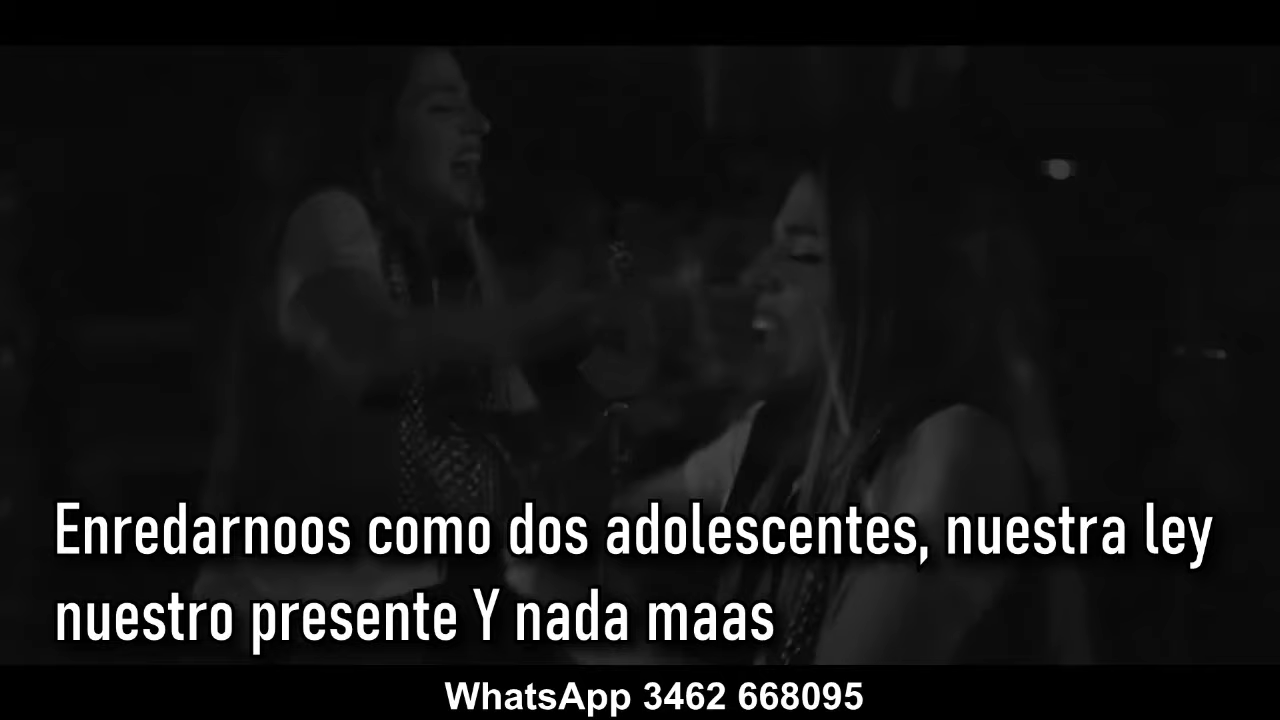 Enredarnoos como dos adolescentes, nuestra ley
nuestro presente Y nada maas
WhatsApp 3462 668095